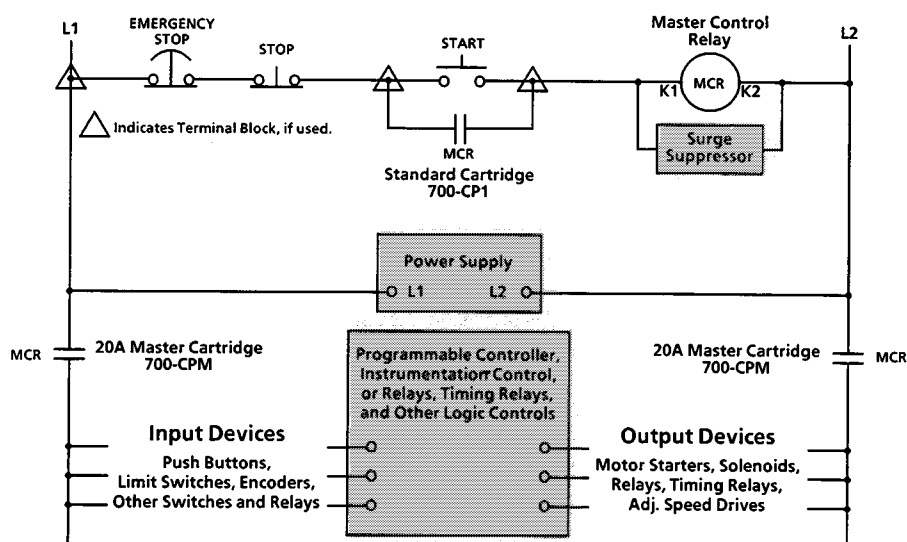 L1
EMERGENCY
STOP
STOP
START
Master Control
Relay
L2
K1
MCR
K2
Indicates Terminal Block, if used.
MCR
Standard Cartridge
700-CP1
Surge
Suppressor
Power Supply
L1
L2
MCR
20A Master Cartridge
700-CPM
Programmable Controller,
Instrumentation Control,
or Relays, Timing Relays,
and Other Logic Controls
20A Master Cartridge
700-CPM
MCR
Input Devices
Push Buttons,
Limit Switches, Encoders,
Other Switches and Relays
Output Devices
Motor Starters, Solenoids,
Relays, Timing Relays,
Adj. Speed Drives